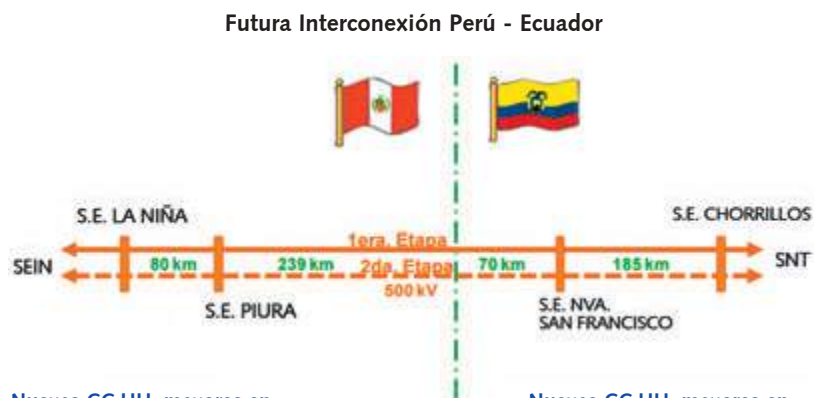 Futura Interconexión Perú - Ecuador
S.E. LA NIÑA
S.E. CHORRILLOS
1era. Etapa
SEIN
80 km
239 km
2da. Etapa
70 km
185 km
SNT
500 kV
S.E. PIURA
S.E. NVA.
SAN FRANCISCO